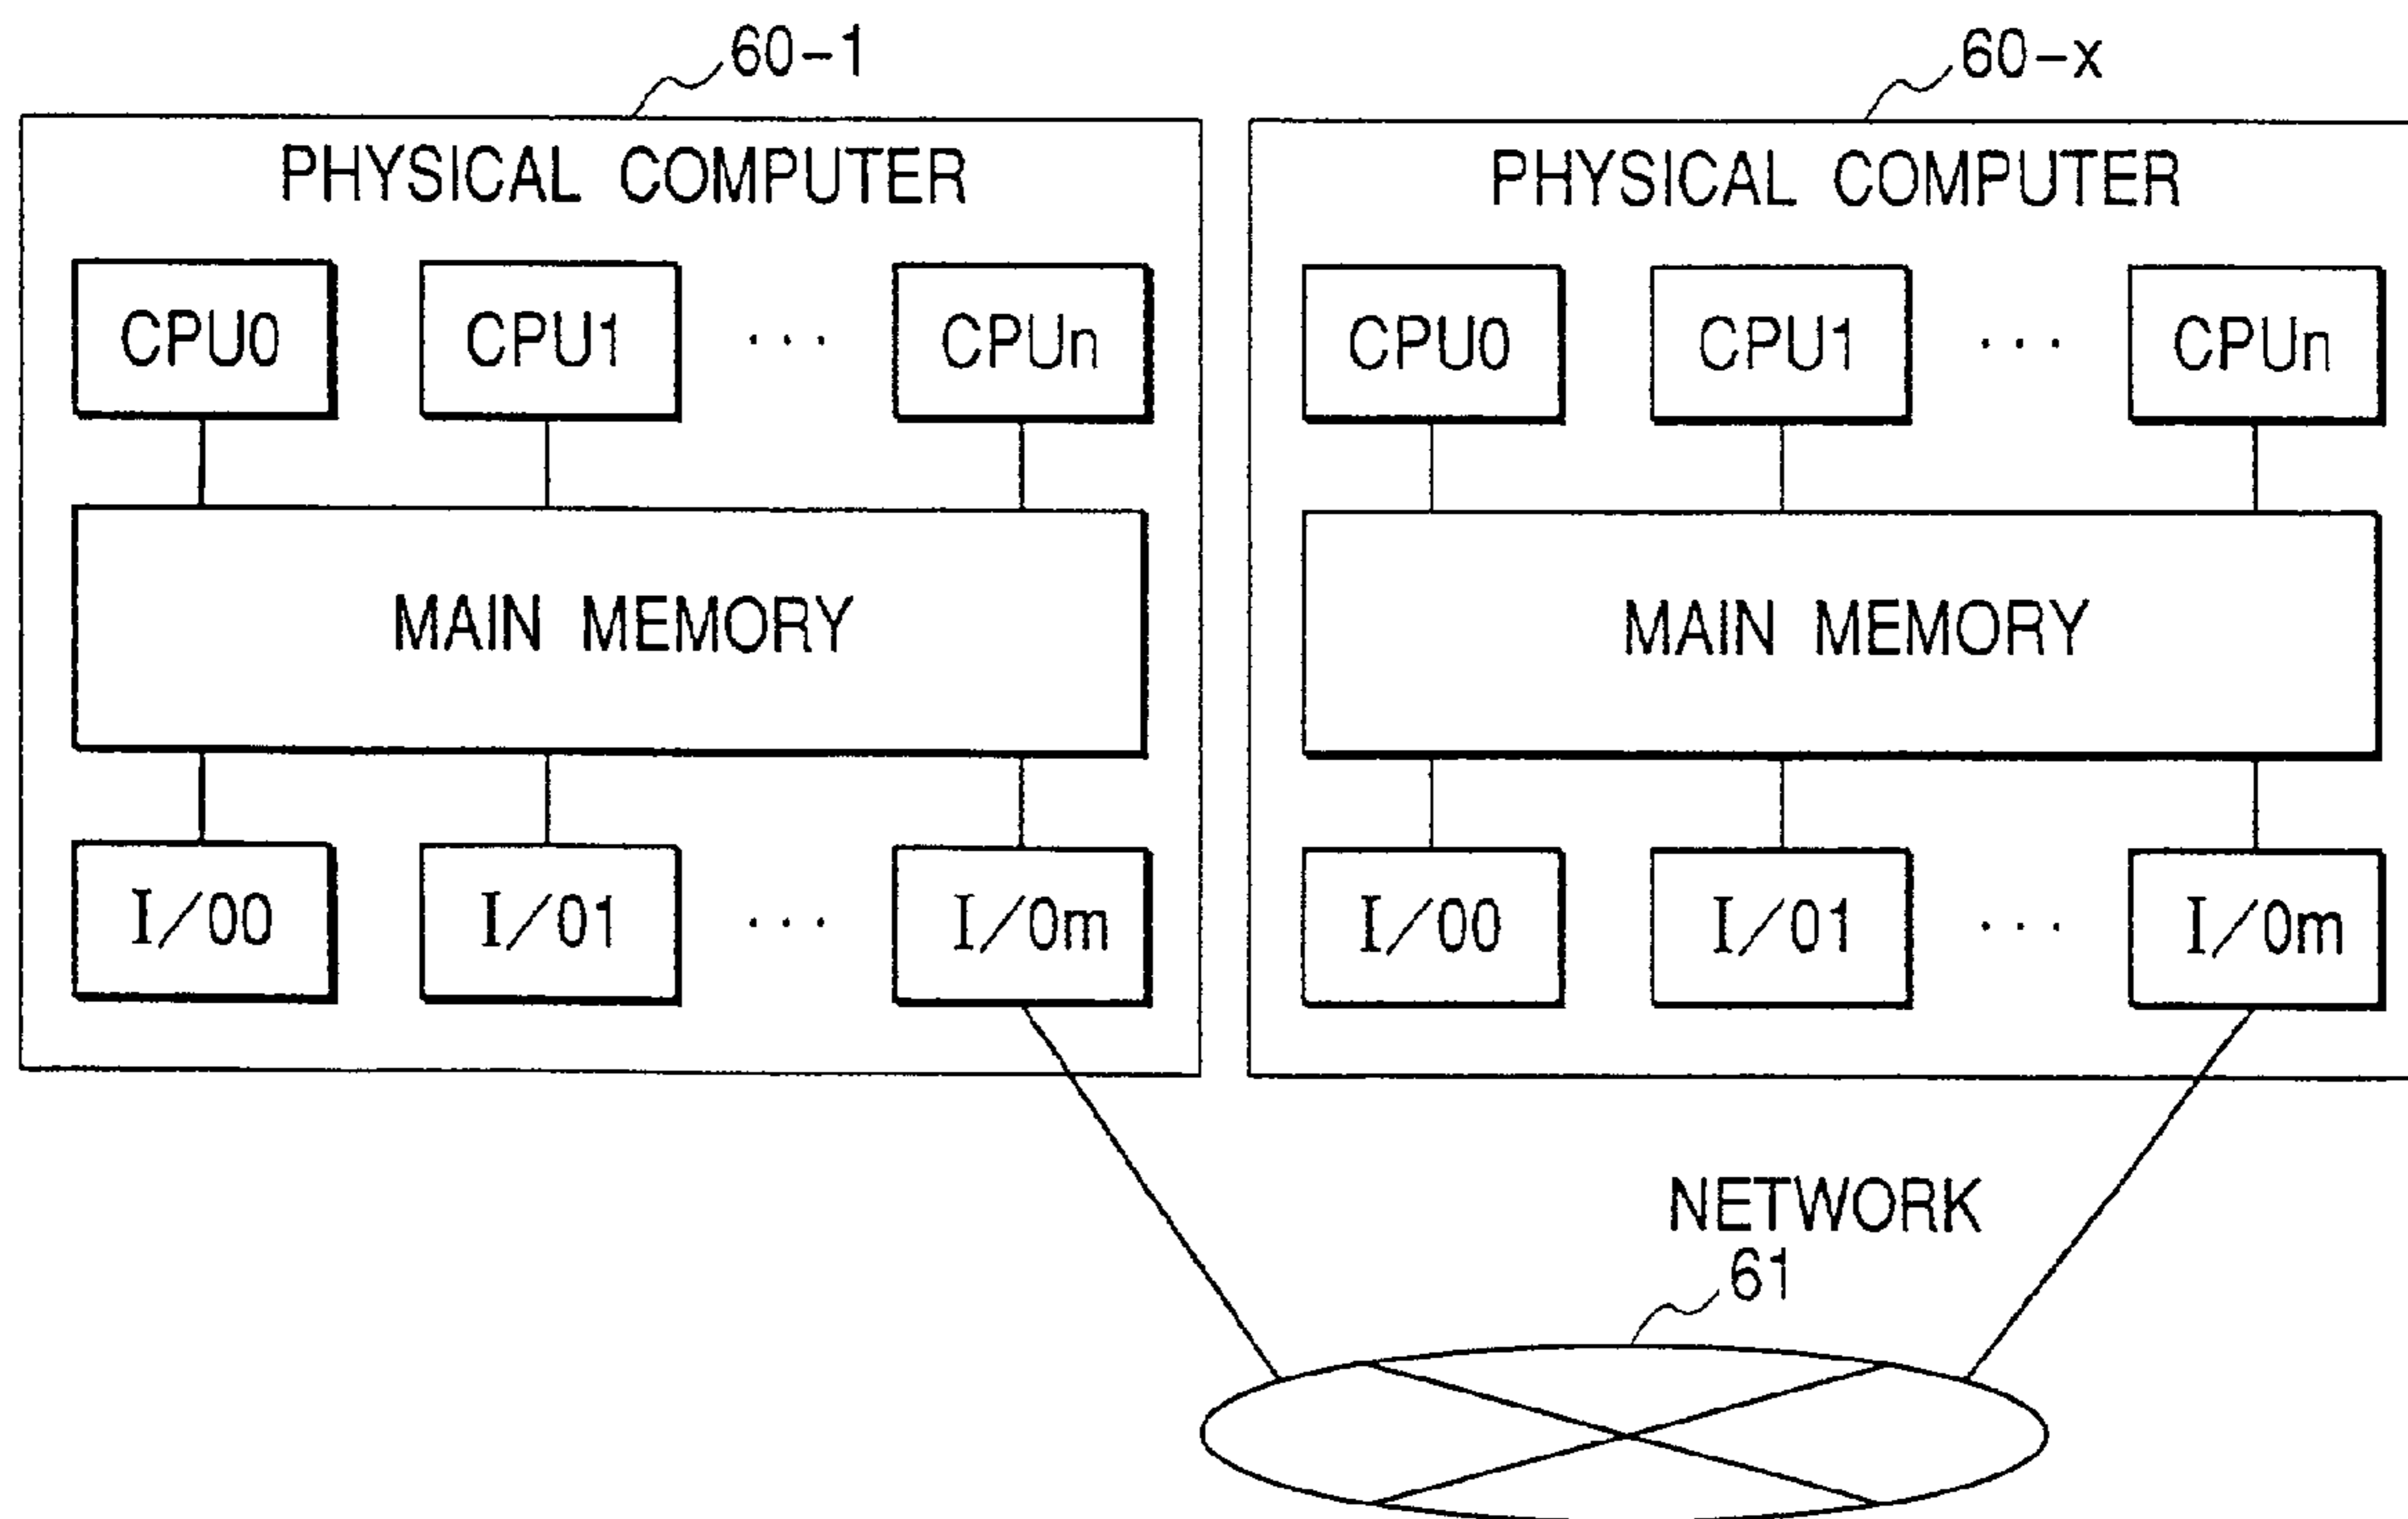 60-1
60-x
PHYSICAL COMPUTER
PHYSICAL COMPUTER
CPU0
CPU1
...
CPUn
CPU0
CPU1
...
CPUn
MAIN MEMORY
MAIN MEMORY
I/00
I/01
...
I/0m
I/00
I/01
...
I/0m
NETWORK
61